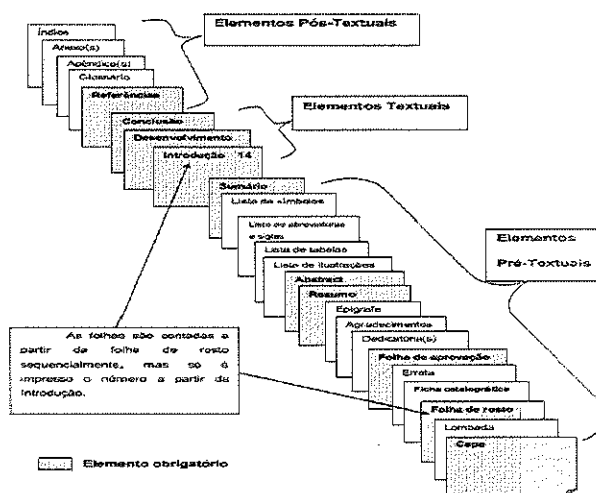 Elementos Pós-Textuais
Índice
Anexo(s)
Apêndice(s)
Glossário
Referências
Elementos Textuais
Conclusão
Desenvolvimento
Introdução 14
Sumário
Lista de símbolos
Lista de abreviaturas
e siglas
Lista de tabelas
Lista de ilustrações
Abstract
Resumo
Epígrafe
Agradecimentos
Dedicatória(s)
Folha de aprovação
Errata
Ficha catalográfica
Folha de rosto
Lombada
Capa
Elementos
Pré-Textuais
As folhas são contadas a
partir da folha de rosto
sequencialmente, mas só é
impresso o número a partir da
Introdução.
Elemento obrigatório